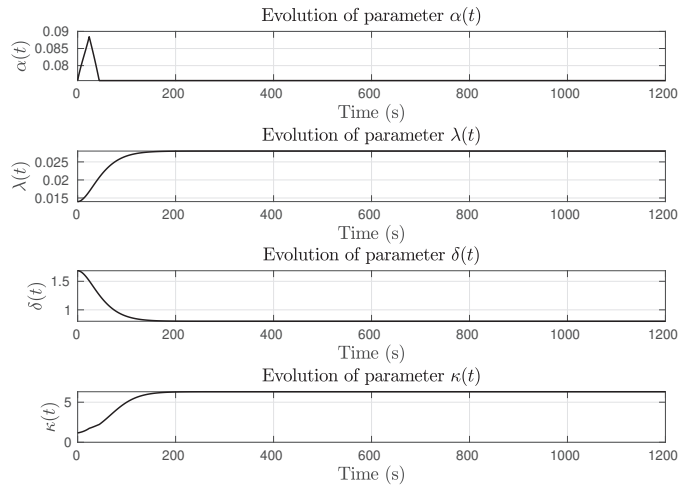 Evolution of parameter α(t)
α(t)
0.09
0.085
0.08
0 200 400 600 800 1000 1200
Time (s)
Evolution of parameter λ(t)
λ(t)
0.025
0.02
0.015
0 200 400 600 800 1000 1200
Time (s)
Evolution of parameter δ(t)
δ(t)
1.5
1
0 200 400 600 800 1000 1200
Time (s)
Evolution of parameter κ(t)
κ(t)
5
0
0 200 400 600 800 1000 1200
Time (s)